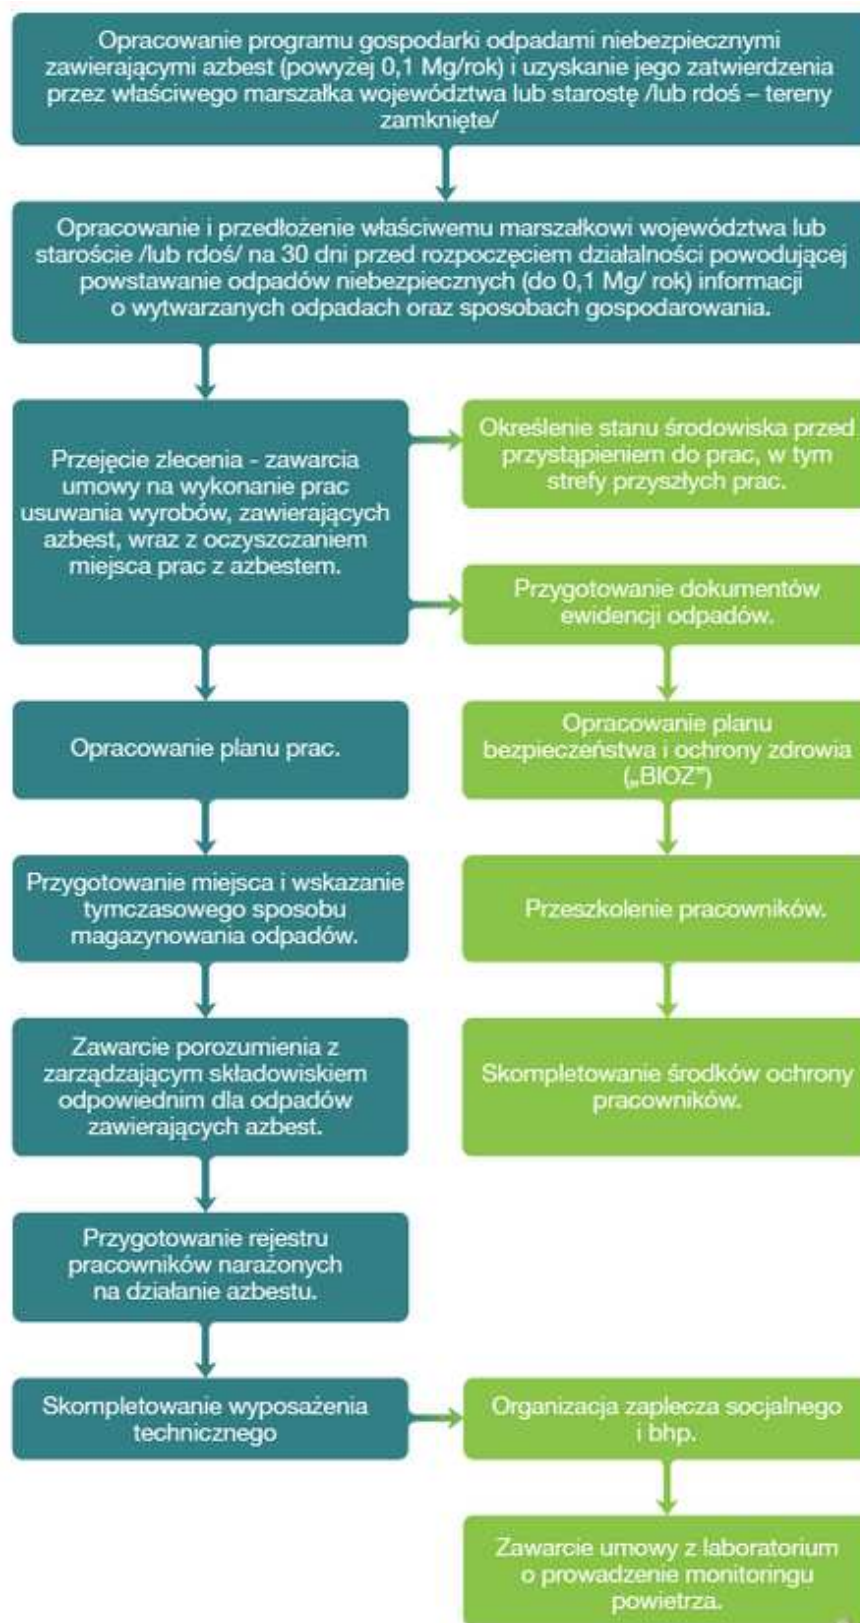 Opracowanie programu gospodarki odpadami niebezpiecznymi
zawierającymi azbest (powyżej 0,1 Mg/rok) i uzyskanie jego zatwierdzenia
przez właściwego marszałka województwa lub starostę /lub rdoś – tereny
zamknięte/
Opracowanie i przedłożenie właściwemu marszałkowi województwa lub
staroście /lub rdoś/ na 30 dni przed rozpoczęciem działalności powodującej
powstawanie odpadów niebezpiecznych (do 0,1 Mg/ rok) informacji
o wytwarzanych odpadach oraz sposobach gospodarowania.
Przejęcie zlecenia - zawarcia
umowy na wykonanie prac
usuwania wyrobów, zawierających
azbest, wraz z oczyszczaniem
miejsca prac z azbestem.
Określenie stanu środowiska przed
przystąpieniem do prac, w tym
strefy przyszłych prac.
Przygotowanie dokumentów
ewidencji odpadów.
Opracowanie planu prac.
Opracowanie planu
bezpieczeństwa i ochrony zdrowia
(„BIOZ”)
Przygotowanie miejsca i wskazanie
tymczasowego sposobu
magazynowania odpadów.
Przeszkolenie pracowników.
Zawarcie porozumienia z
zarządzającym składowiskiem
odpowiednim dla odpadów
zawierających azbest.
Skompletowanie środków ochrony
pracowników.
Przygotowanie rejestru
pracowników narażonych
na działanie azbestu.
Skompletowanie wyposażenia
technicznego
Organizacja zaplecza socjalnego
i bhp.
Zawarcie umowy z laboratorium
o prowadzenie monitoringu
powietrza.